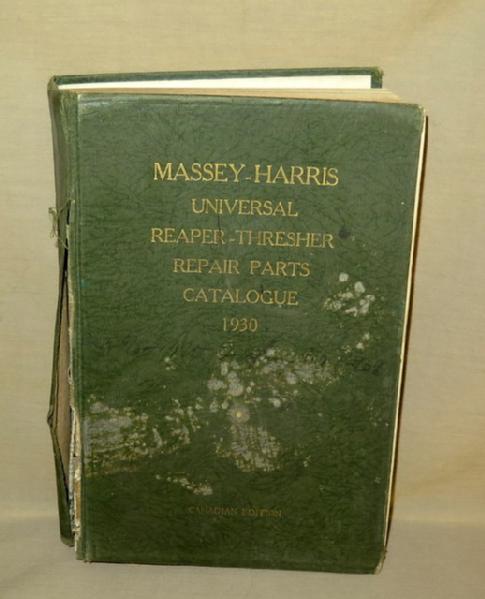 MASSEY-HARRIS
UNIVERSAL
REAPER-THRESHER
REPAIR PARTS
CATALOGUE
1930
CANADIAN EDITION